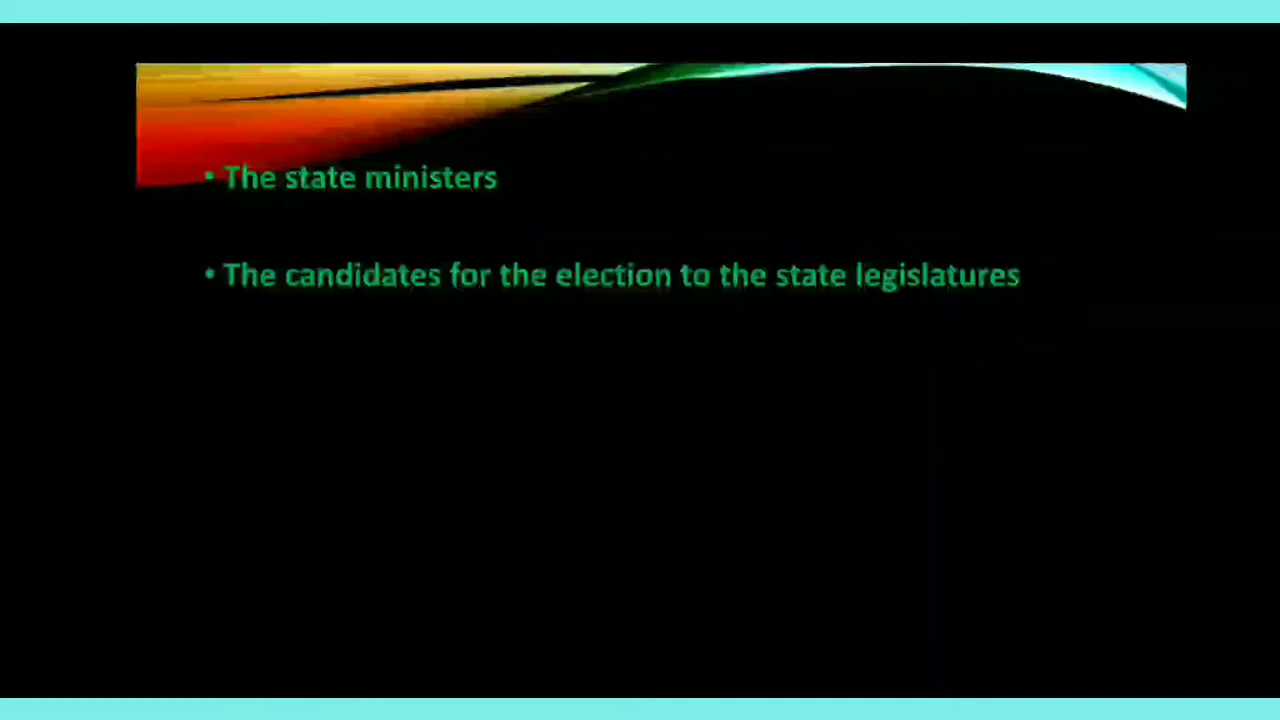 • The state ministers
• The candidates for the election to the state legislatures